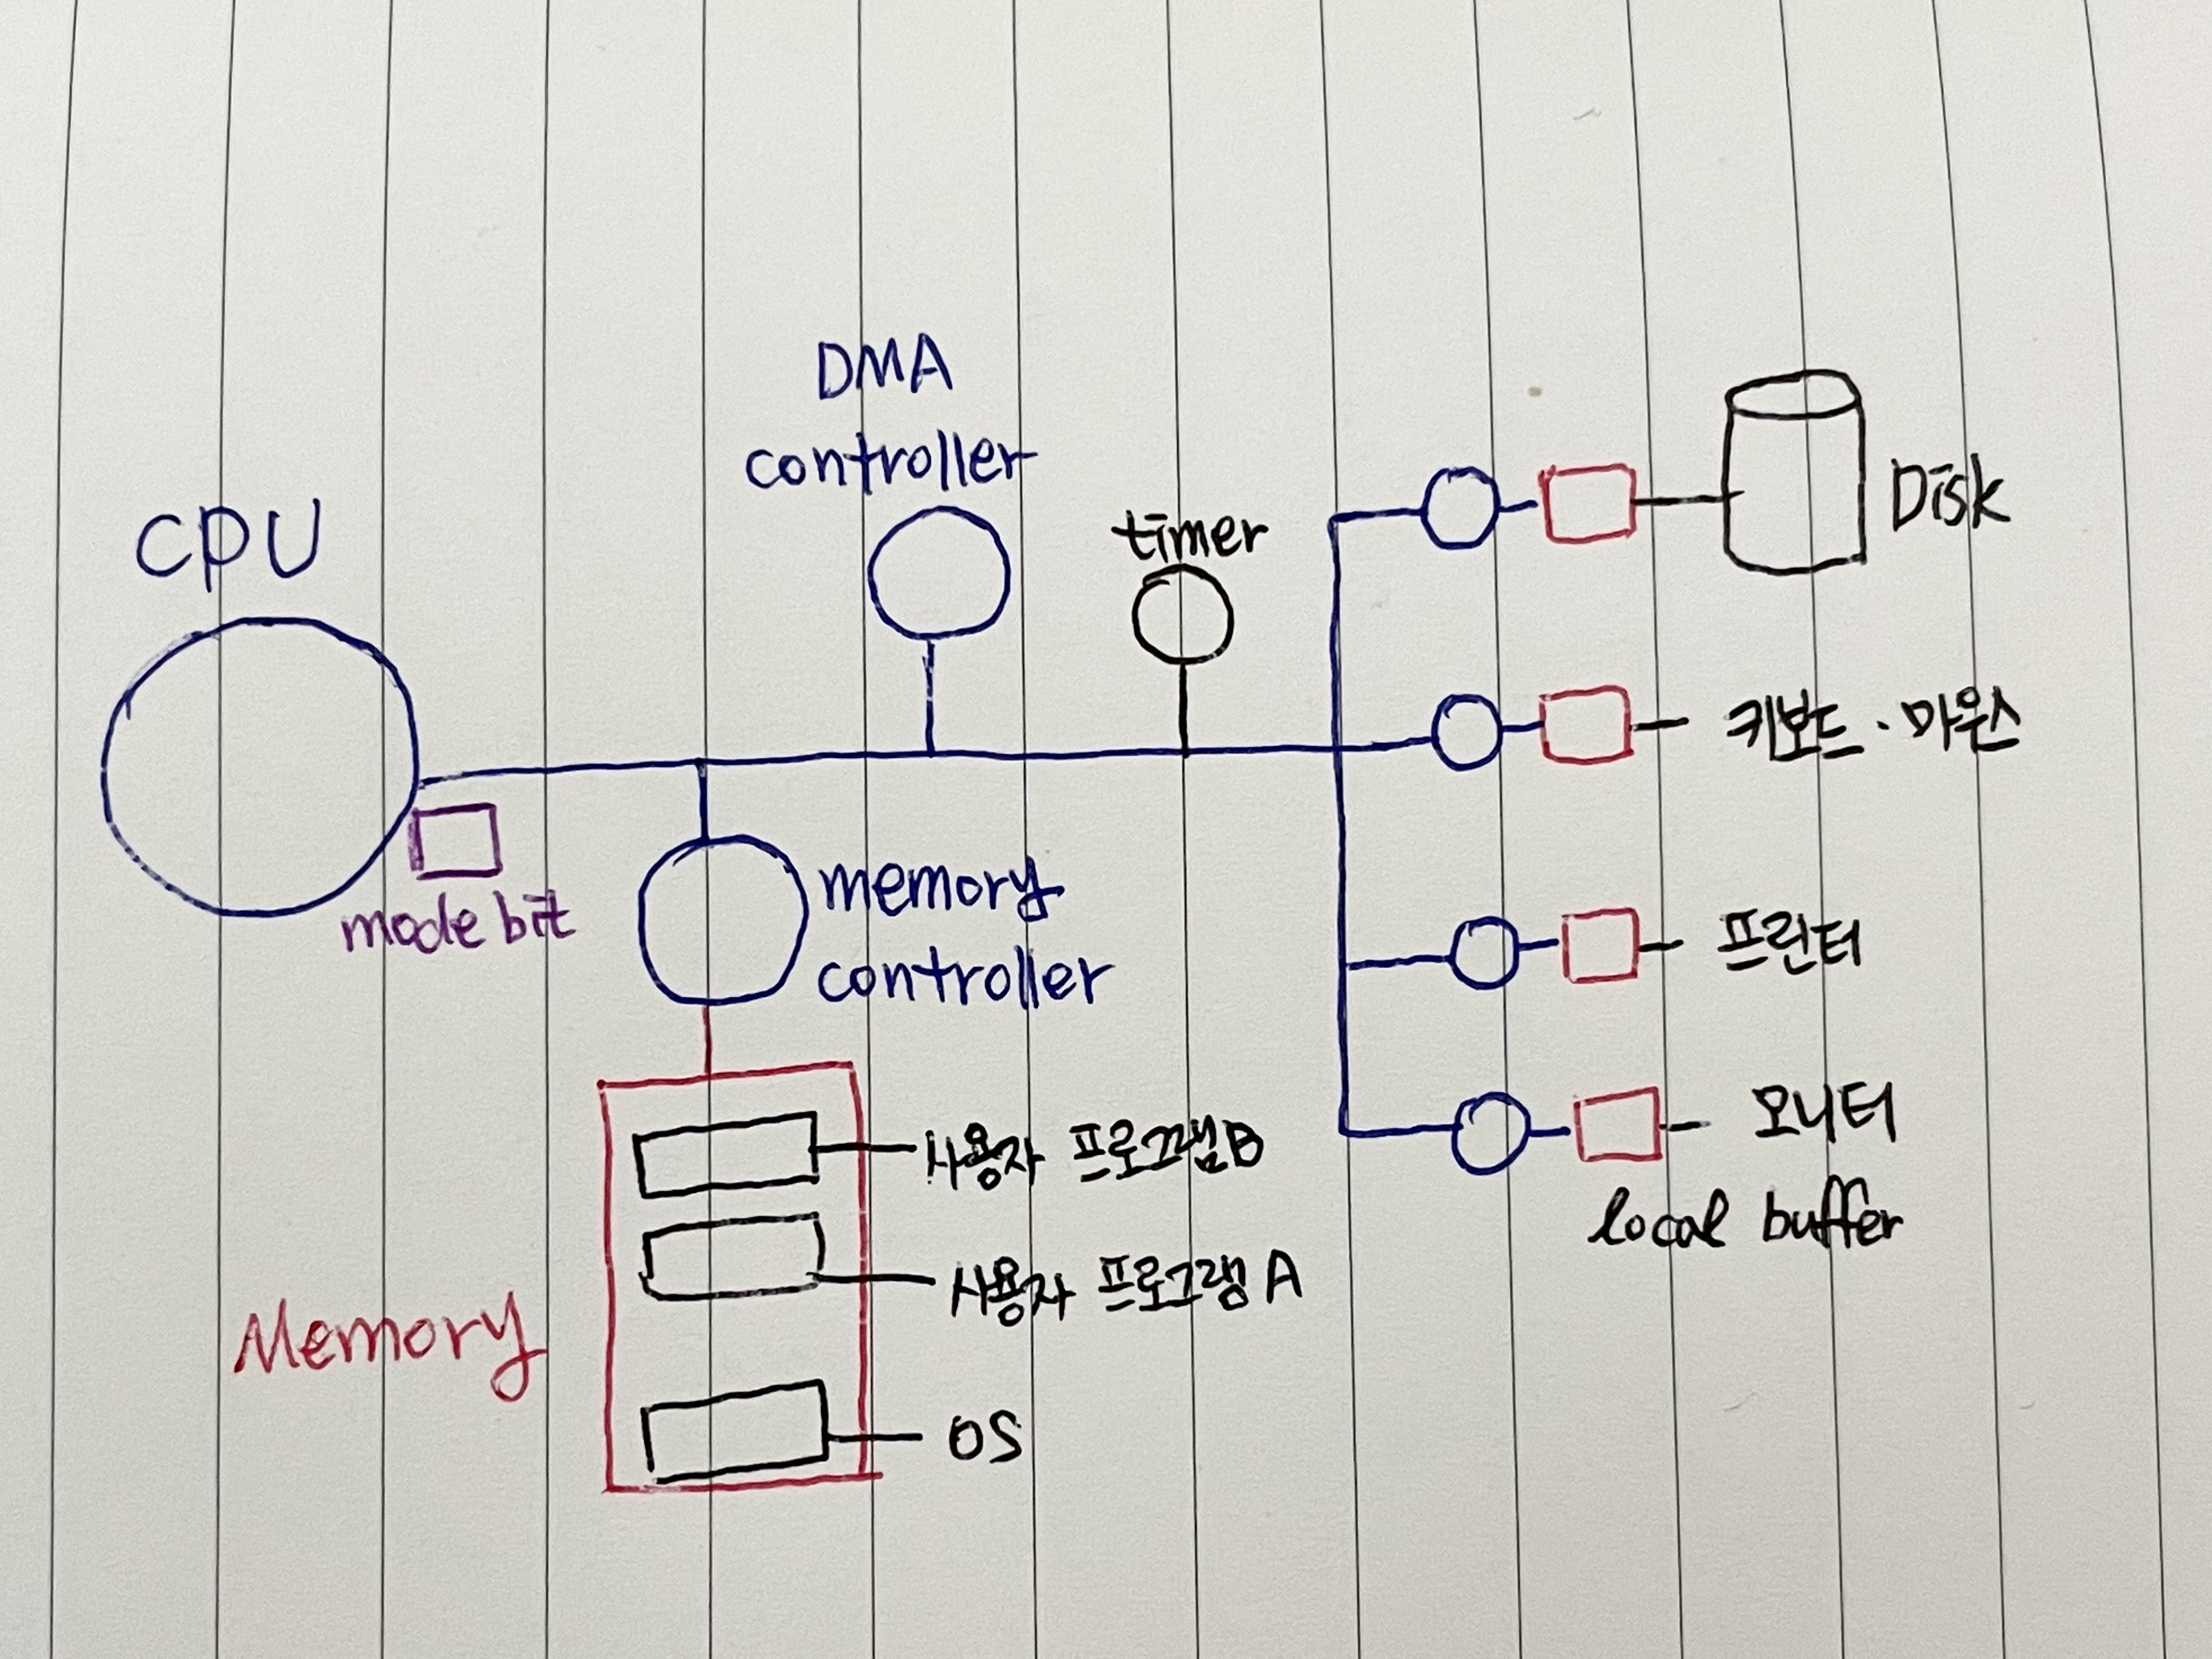 DMA
controller
CPU
timer
Disk
키보드·마우스
mode bit
memory
controller
프린터
모니터
local buffer
사용자 프로그램B
사용자 프로그램 A
Memory
OS